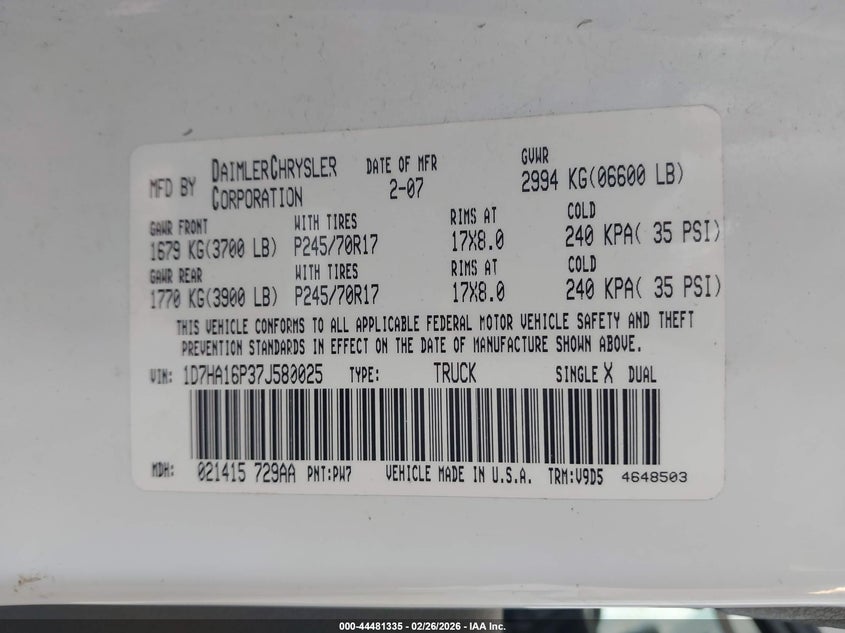 MFD BY DAIMLERCHRYSLER CORPORATION DATE OF MFR 2-07 GVWR 2994 KG(06600 LB)
GAWR FRONT WITH TIRES RIMS AT COLD
1679 KG(3700 LB) P245/70R17 17X8.0 240 KPA( 35 PSI)
GAWR REAR WITH TIRES RIMS AT COLD
1770 KG(3900 LB) P245/70R17 17X8.0 240 KPA( 35 PSI)
THIS VEHICLE CONFORMS TO ALL APPLICABLE FEDERAL MOTOR VEHICLE SAFETY AND THEFT
PREVENTION STANDARDS IN EFFECT ON THE DATE OF MANUFACTURE SHOWN ABOVE.
VIN: 1D7HA16P37J580025 TYPE: TRUCK SINGLE X DUAL
MDH: 021415 729AA PNT:PW7 VEHICLE MADE IN U.S.A. TRM:V9D5 4648503
000-44481335 - 02/26/2026 - IAA Inc.